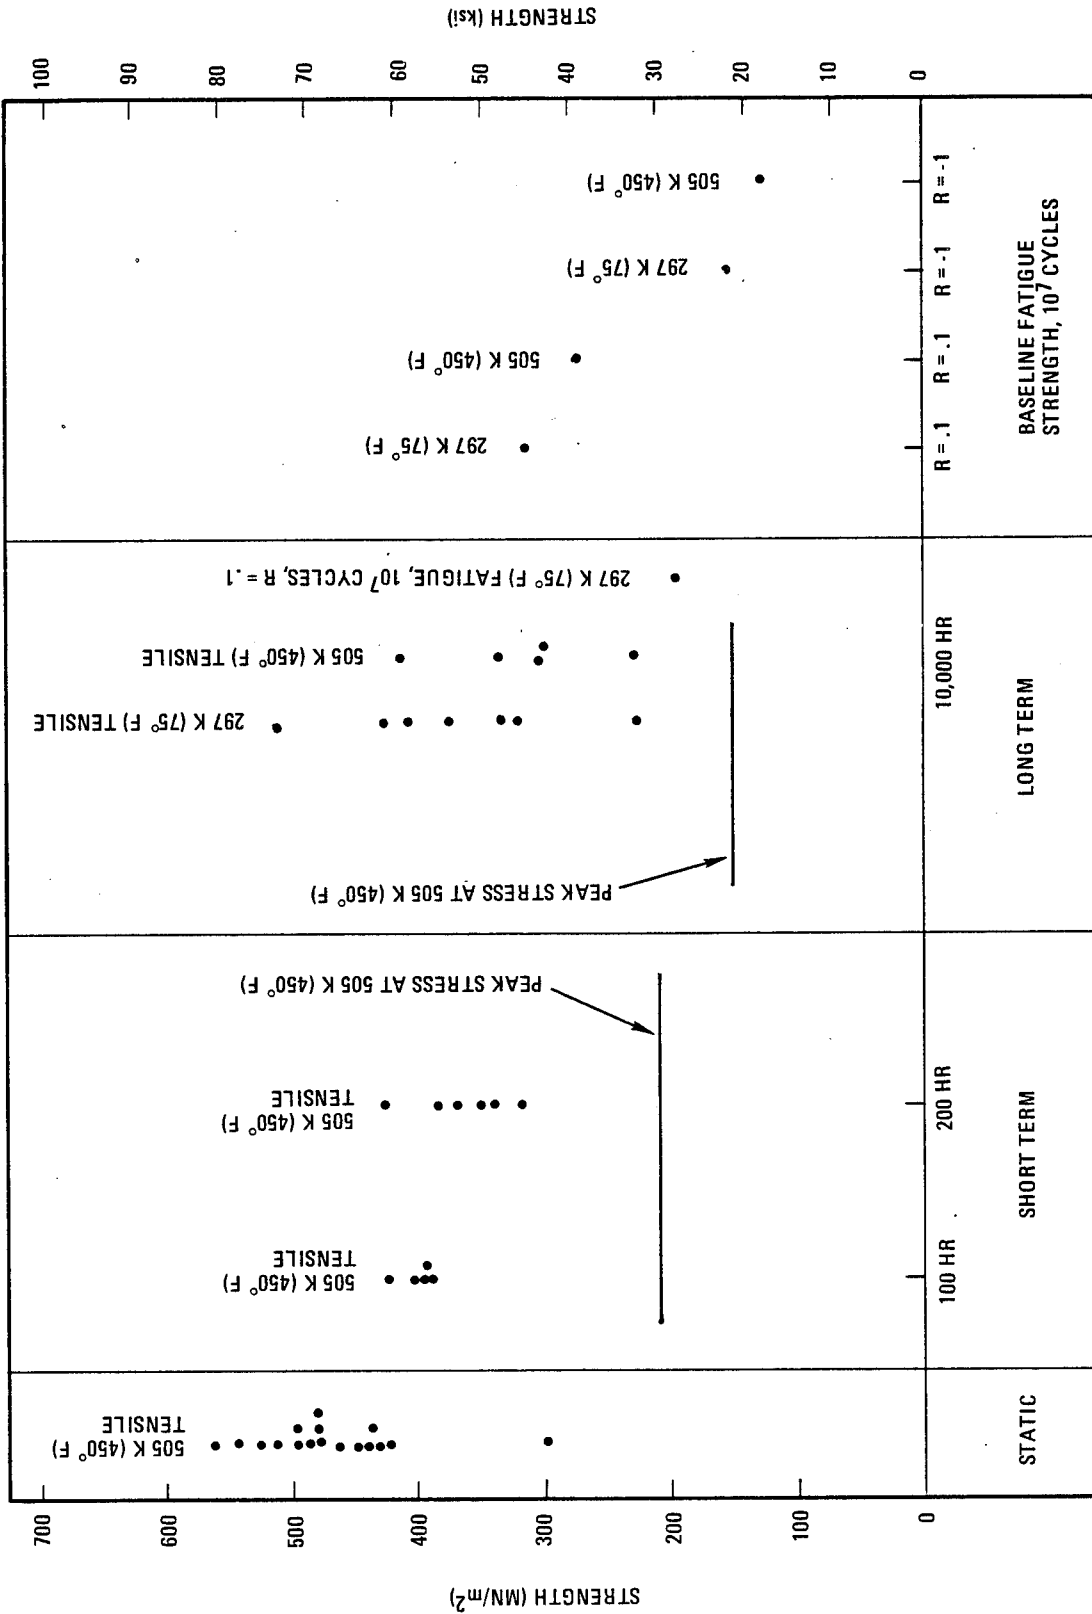 STRENGTH (MN/m²)
700
600
500
400
300
200
100
0
STRENGTH (ksi)
100
90
80
70
60
50
40
30
20
10
0
505 K (450° F)
TENSILE
STATIC
505 K (450° F)
TENSILE
505 K (450° F)
TENSILE
PEAK STRESS AT 505 K (450° F)
100 HR
200 HR
SHORT TERM
297 K (75° F) TENSILE
505 K (450° F) TENSILE
297 K (75° F) FATIGUE, 10⁷ CYCLES, R = .1
PEAK STRESS AT 505 K (450° F)
10,000 HR
LONG TERM
297 K (75° F)
505 K (450° F)
297 K (75° F)
505 K (450° F)
R = .1
R = .1
R = -1
R = -1
BASELINE FATIGUE
STRENGTH, 10⁷ CYCLES